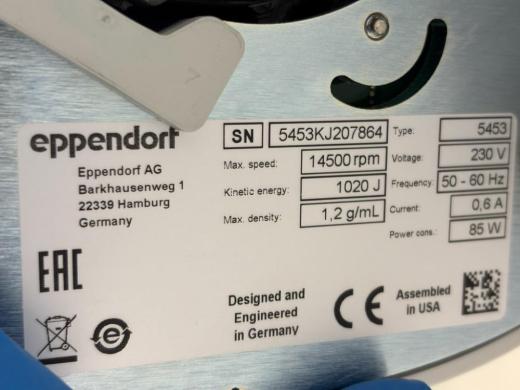 7
eppendorf
Eppendorf AG
Barkhausenweg 1
22339 Hamburg
Germany
SN 5453KJ207864
Max. speed: 14500 rpm
Kinetic energy: 1020 J
Max. density: 1,2 g/mL
Type: 5453
Voltage: 230 V
Frequency: 50 - 60 Hz
Current: 0,6 A
Power cons.: 85 W
EAC
Designed and
Engineered
in Germany
CE
Assembled
in USA